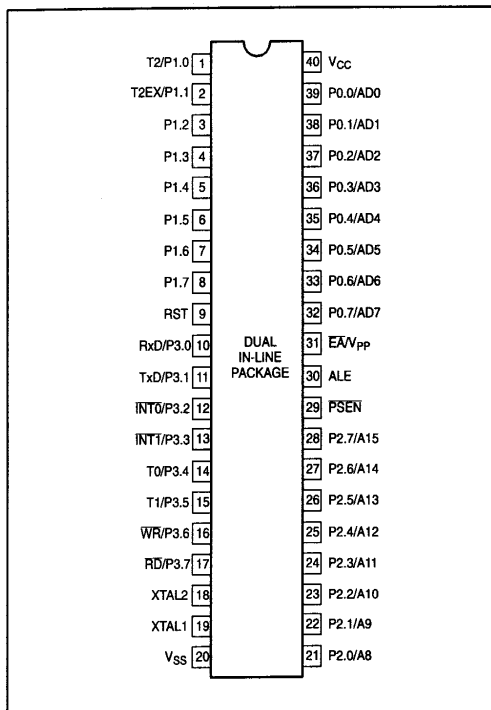 T2/P1.0 1 40 VCC
T2EX/P1.1 2 39 P0.0/AD0
P1.2 3 38 P0.1/AD1
P1.3 4 37 P0.2/AD2
P1.4 5 36 P0.3/AD3
P1.5 6 35 P0.4/AD4
P1.6 7 34 P0.5/AD5
P1.7 8 33 P0.6/AD6
RST 9 32 P0.7/AD7
RxD/P3.0 10 31 E̅A̅/VPP
TxD/P3.1 11 30 ALE
I̅N̅T̅0̅/P3.2 12 29 P̅S̅E̅N̅
I̅N̅T̅1̅/P3.3 13 28 P2.7/A15
T0/P3.4 14 27 P2.6/A14
T1/P3.5 15 26 P2.5/A13
W̅R̅/P3.6 16 25 P2.4/A12
R̅D̅/P3.7 17 24 P2.3/A11
XTAL2 18 23 P2.2/A10
XTAL1 19 22 P2.1/A9
VSS 20 21 P2.0/A8
DUAL
IN-LINE
PACKAGE